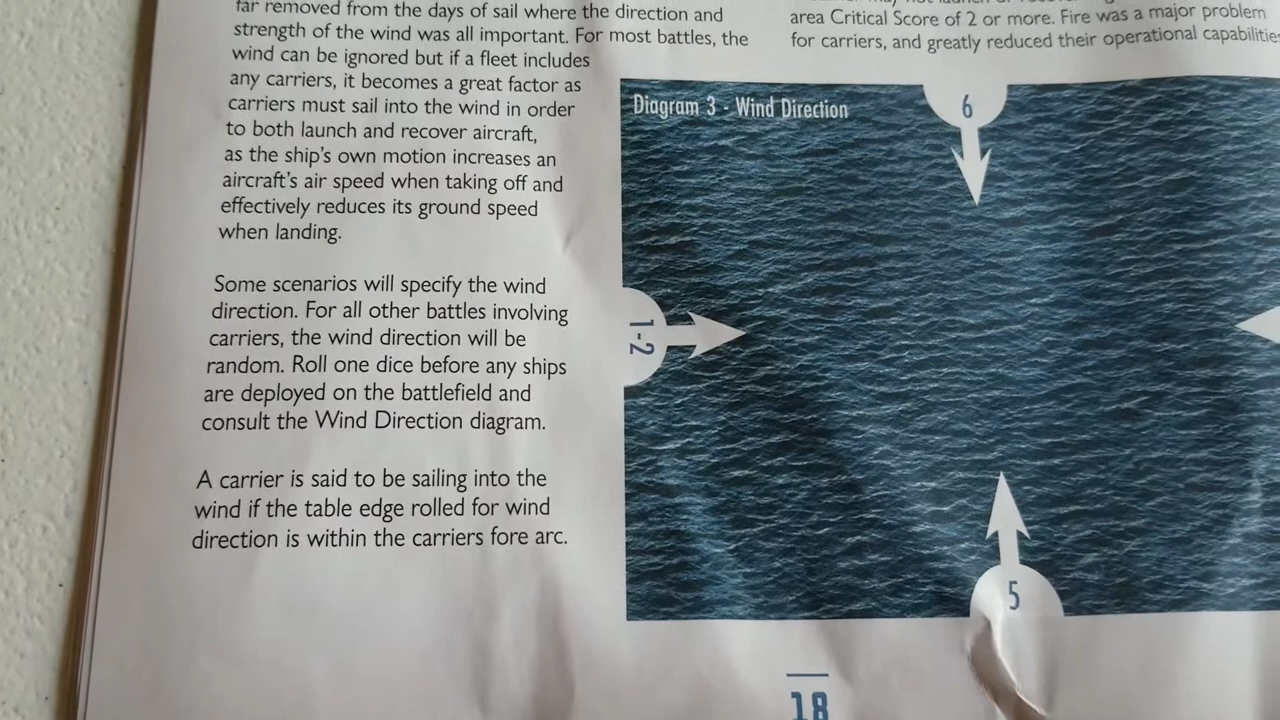 far removed from the days of sail where the direction and
strength of the wind was all important. For most battles, the
wind can be ignored but if a fleet includes
any carriers, it becomes a great factor as
carriers must sail into the wind in order
to both launch and recover aircraft,
as the ship's own motion increases an
aircraft's air speed when taking off and
effectively reduces its ground speed
when landing.
Some scenarios will specify the wind
direction. For all other battles involving
carriers, the wind direction will be
random. Roll one dice before any ships
are deployed on the battlefield and
consult the Wind Direction diagram.
A carrier is said to be sailing into the
wind if the table edge rolled for wind
direction is within the carriers fore arc.
area Critical Score of 2 or more. Fire was a major problem
for carriers, and greatly reduced their operational capabilities
Diagram 3 - Wind Direction
6
1-2
5
18